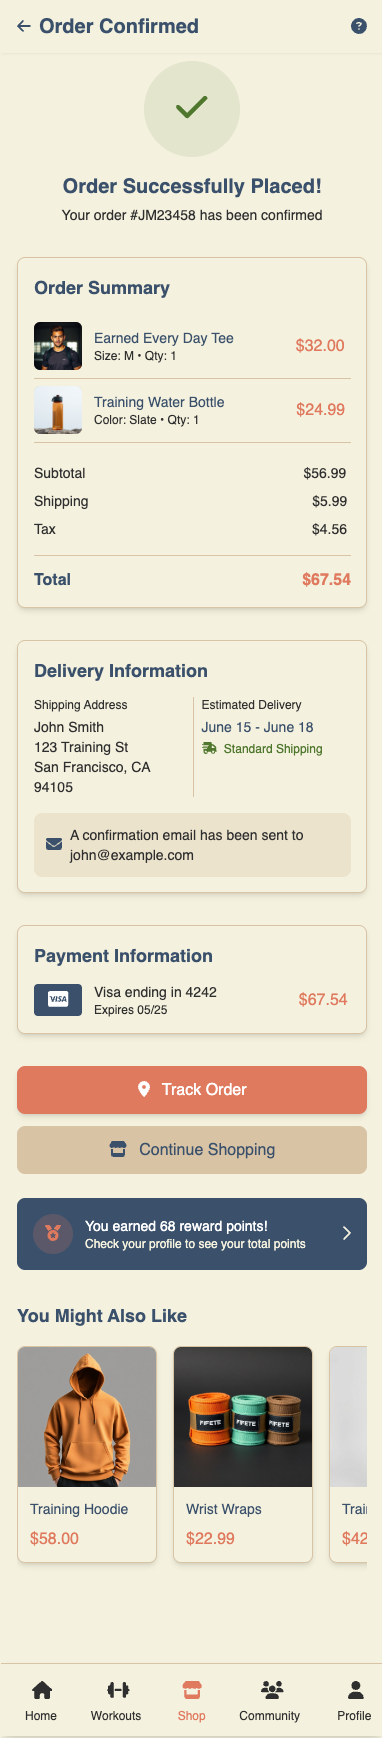 Order Confirmed
Order Successfully Placed!
Your order #JM23458 has been confirmed
Order Summary
Earned Every Day Tee
Size: M • Qty: 1
$32.00
Training Water Bottle
Color: Slate • Qty: 1
$24.99
Subtotal $56.99
Shipping $5.99
Tax $4.56
Total $67.54
Delivery Information
Shipping Address
John Smith
123 Training St
San Francisco, CA
94105
Estimated Delivery
June 15 - June 18
Standard Shipping
A confirmation email has been sent to
john@example.com
Payment Information
VISA
Visa ending in 4242
Expires 05/25
$67.54
Track Order
Continue Shopping
You earned 68 reward points!
Check your profile to see your total points
You Might Also Like
PIFETE PIFETE PIFETE
Training Hoodie
$58.00
Wrist Wraps
$22.99
Trai
$42
Home Workouts Shop Community Profile